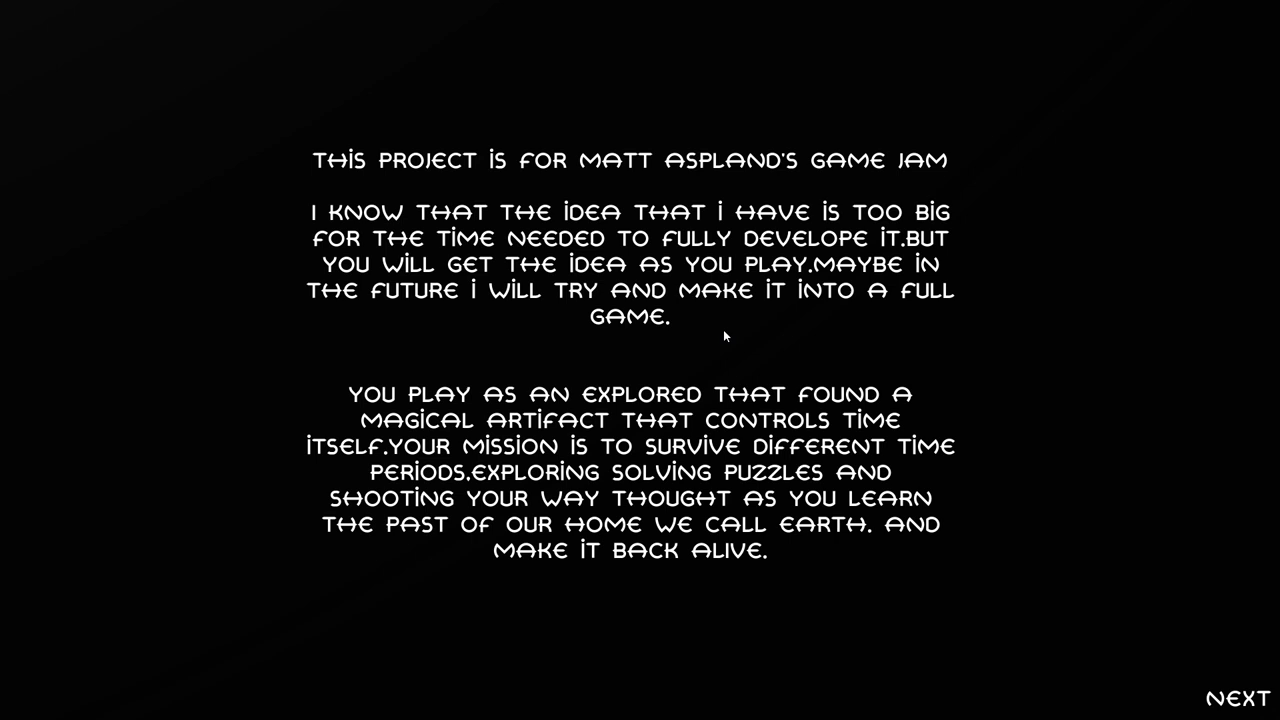 THIS PROJECT IS FOR MATT ASPLAND'S GAME JAM
I KNOW THAT THE IDEA THAT I HAVE IS TOO BIG
FOR THE TIME NEEDED TO FULLY DEVELOPE IT.BUT
YOU WILL GET THE IDEA AS YOU PLAY.MAYBE IN
THE FUTURE I WILL TRY AND MAKE IT INTO A FULL
GAME.
YOU PLAY AS AN EXPLORED THAT FOUND A
MAGICAL ARTIFACT THAT CONTROLS TIME
ITSELF.YOUR MISSION IS TO SURVIVE DIFFERENT TIME
PERIODS.EXPLORING SOLVING PUZZLES AND
SHOOTING YOUR WAY THOUGHT AS YOU LEARN
THE PAST OF OUR HOME WE CALL EARTH. AND
MAKE IT BACK ALIVE.
NEXT